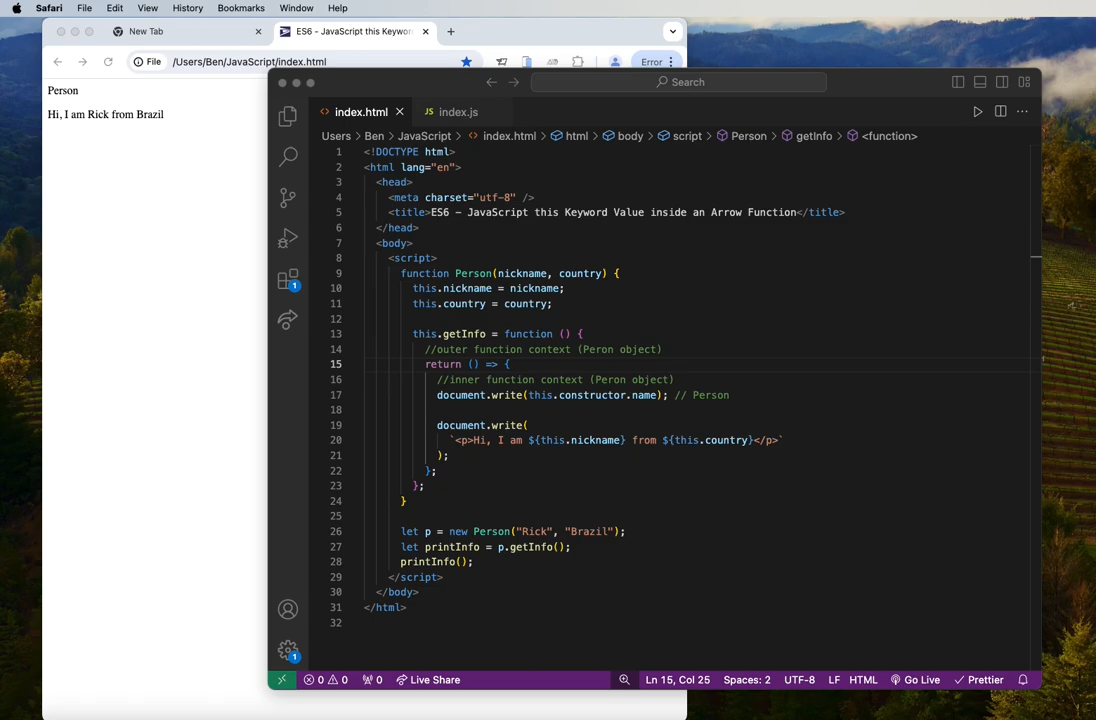 Safari File Edit View History Bookmarks Window Help
New Tab
ES6 - JavaScript this Keywor
File /Users/Ben/JavaScript/index.html Error
Person
Hi, I am Rick from Brazil
Search
index.html
JS index.js
Users > Ben > JavaScript > index.html > html > body > script > Person > getInfo > <function>
1 <!DOCTYPE html>
2 <html lang="en">
3 <head>
4 <meta charset="utf-8" />
5 <title>ES6 - JavaScript this Keyword Value inside an Arrow Function</title>
6 </head>
7 <body>
8 <script>
9 function Person(nickname, country) {
10 this.nickname = nickname;
11 this.country = country;
12
13 this.getInfo = function () {
14 //outer function context (Peron object)
15 return () => {
16 //inner function context (Peron object)
17 document.write(this.constructor.name); // Person
18
19 document.write(
20 `<p>Hi, I am ${this.nickname} from ${this.country}</p>`
21 );
22 };
23 };
24 }
25
26 let p = new Person("Rick", "Brazil");
27 let printInfo = p.getInfo();
28 printInfo();
29 </script>
30 </body>
31 </html>
32
1
1
0 0 0 Live Share Ln 15, Col 25 Spaces: 2 UTF-8 LF HTML Go Live Prettier